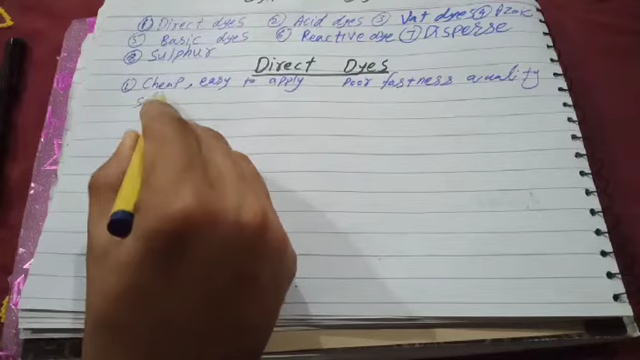 ① Direct dyes ② Acid dyes ③ Vat dyes ④ Azoic
⑤ Basic dyes ⑥ Reactive dye ⑦ Disperse
⑧ Sulphur
Direct Dyes
① Cheap, easy to apply Poor fastness quality